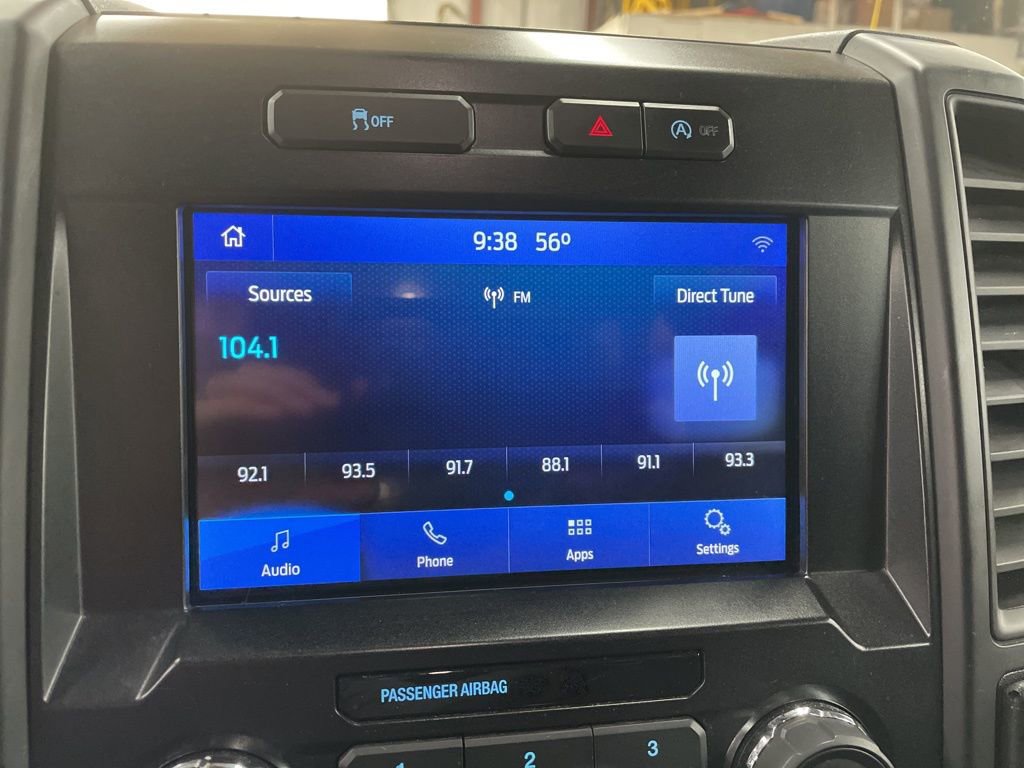 OFF
A OFF
9:38 56º
Sources FM Direct Tune
104.1
92.1 93.5 91.7 88.1 91.1 93.3
Audio Phone Apps Settings
PASSENGER AIRBAG
1 2 3